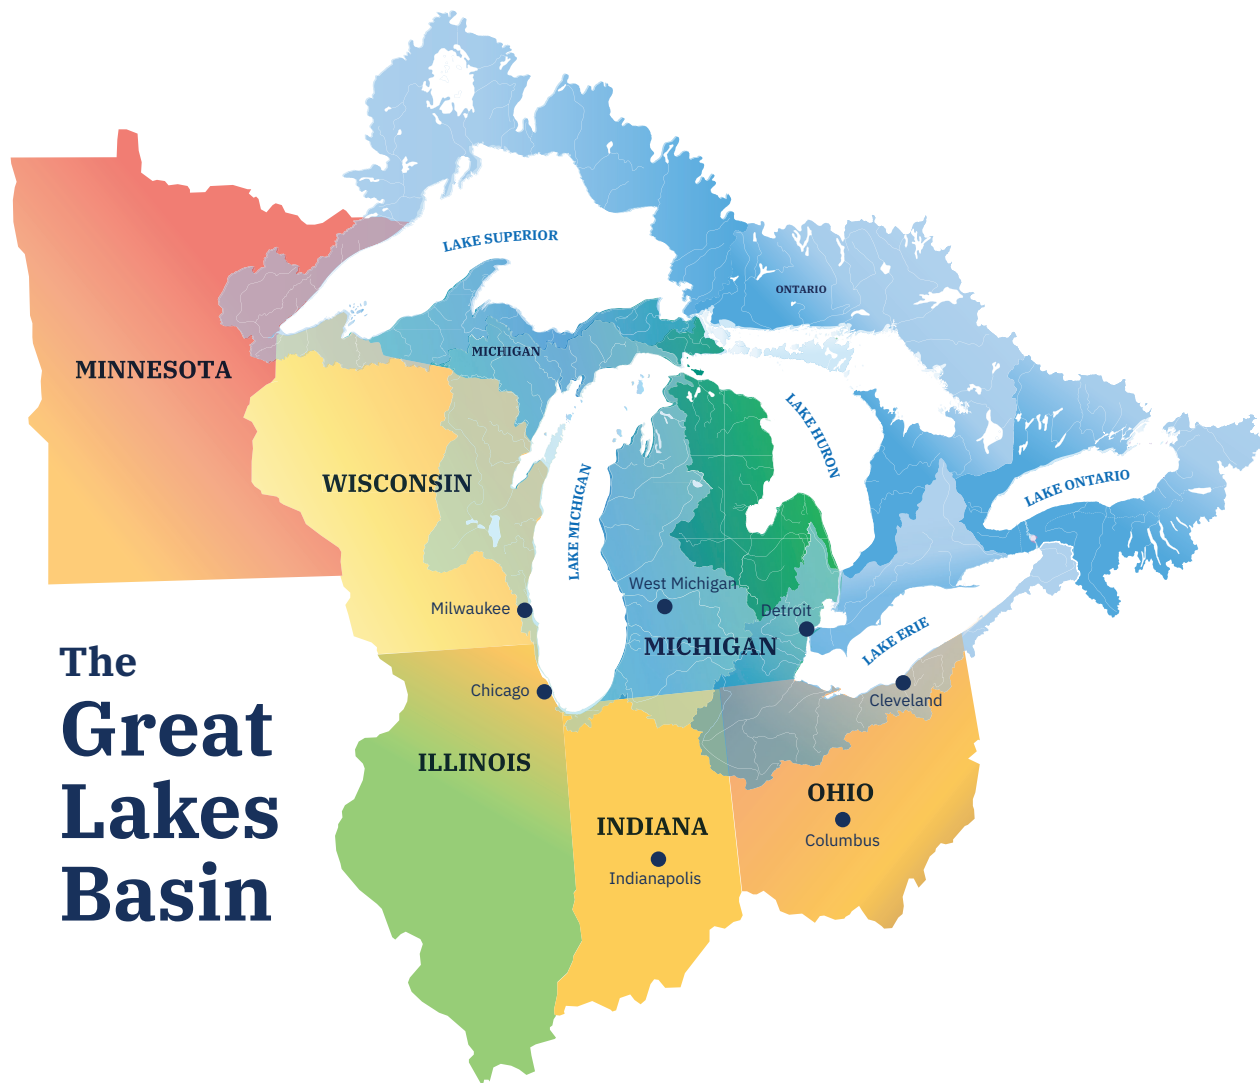 LAKE SUPERIOR
ONTARIO
MICHIGAN
MINNESOTA
LAKE HURON
WISCONSIN
LAKE MICHIGAN
LAKE ONTARIO
West Michigan
Milwaukee
Detroit
MICHIGAN
LAKE ERIE
Chicago
Cleveland
The
Great
Lakes
Basin
ILLINOIS
OHIO
INDIANA
Columbus
Indianapolis